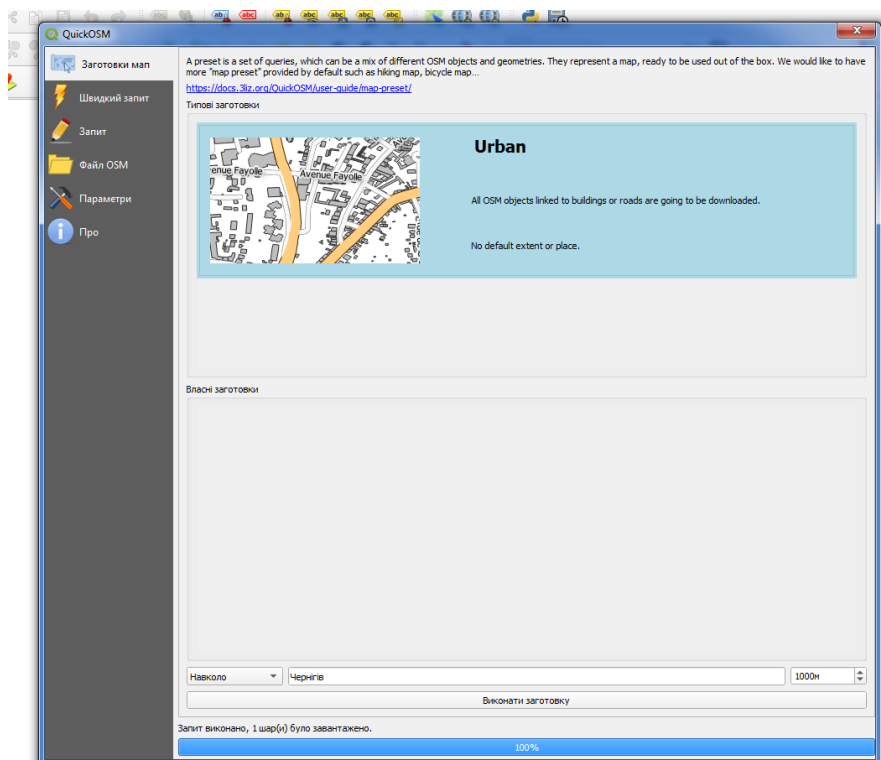 QuickOSM
Заготовки мап
Швидкий запит
Запит
Файл OSM
Параметри
Про
A preset is a set of queries, which can be a mix of different OSM objects and geometries. They represent a map, ready to be used out of the box. We would like to have
more "map preset" provided by default such as hiking map, bicycle map...
https://docs.3liz.org/QuickOSM/user-guide/map-preset/
Типові заготовки
enue Fayolle
Avenue Fayolle
Urban
All OSM objects linked to buildings or roads are going to be downloaded.
No default extent or place.
Власні заготовки
Навколо
Чернігів
1000м
Виконати заготовку
Запит виконано, 1 шар(и) було завантажено.
100%